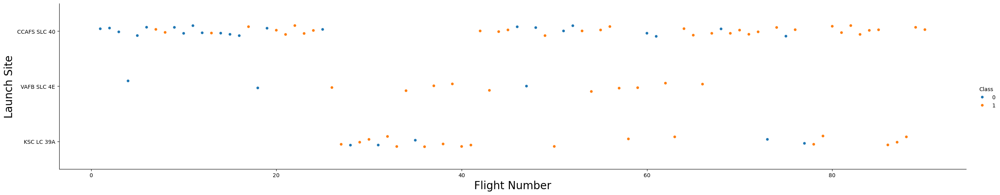 Launch Site
CCAFS SLC 40
VAFB SLC 4E
KSC LC 39A
0 20 40 60 80
Flight Number
Class
0
1